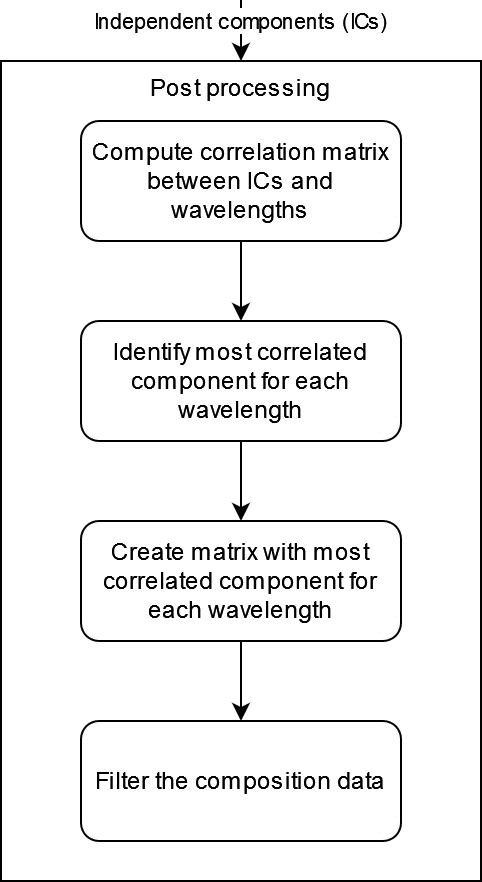 Independent components (ICs)
Post processing
Compute correlation matrix
between ICs and
wavelengths
Identify most correlated
component for each
wavelength
Create matrix with most
correlated component for
each wavelength
Filter the composition data